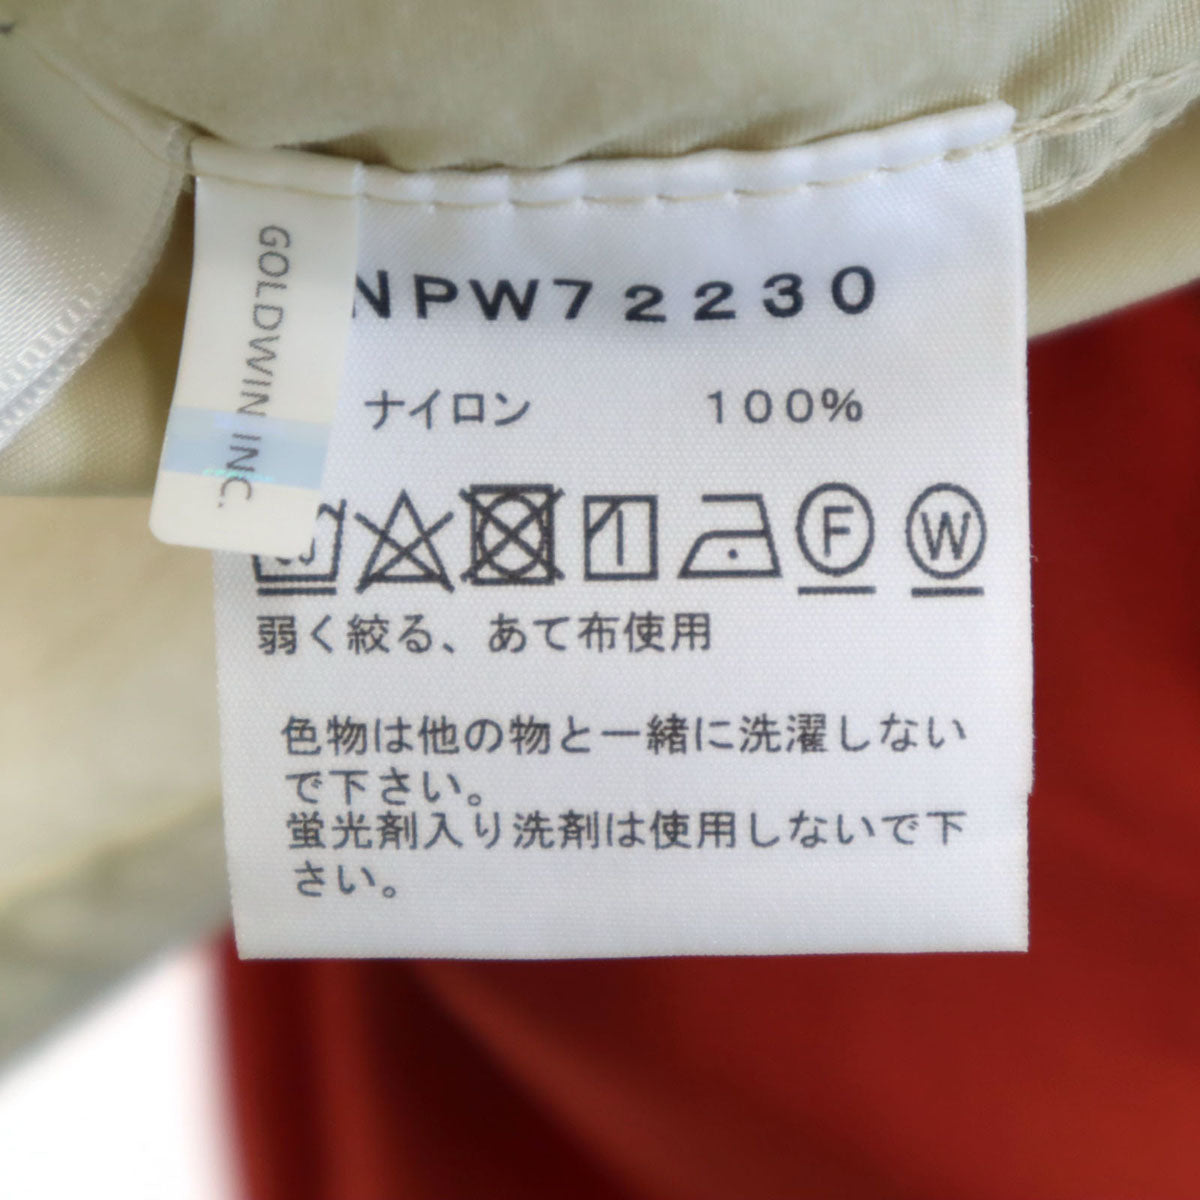 GOLDWIN INC.
NPW72230
ナイロン 100%
F W
弱く絞る、あて布使用
色物は他の物と一緒に洗濯しない
で下さい。
蛍光剤入り洗剤は使用しないで下
さい。